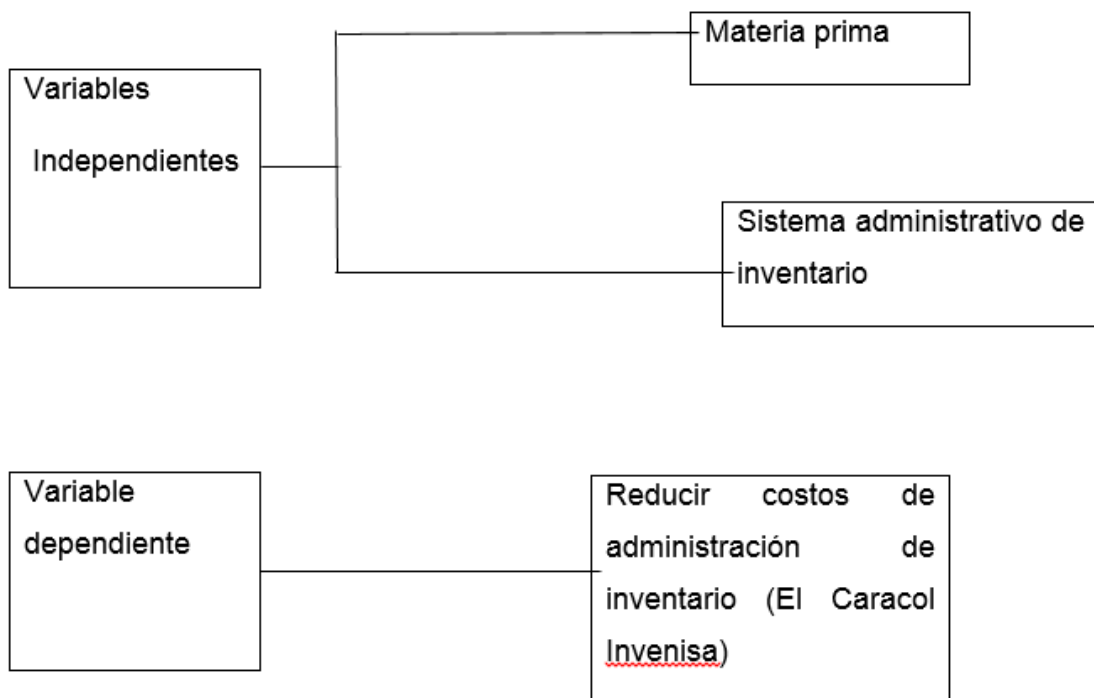 Materia prima
Variables
Independientes
Sistema administrativo de
inventario
Variable
dependiente
Reducir costos de
administración de
inventario (El Caracol
Invenisa)